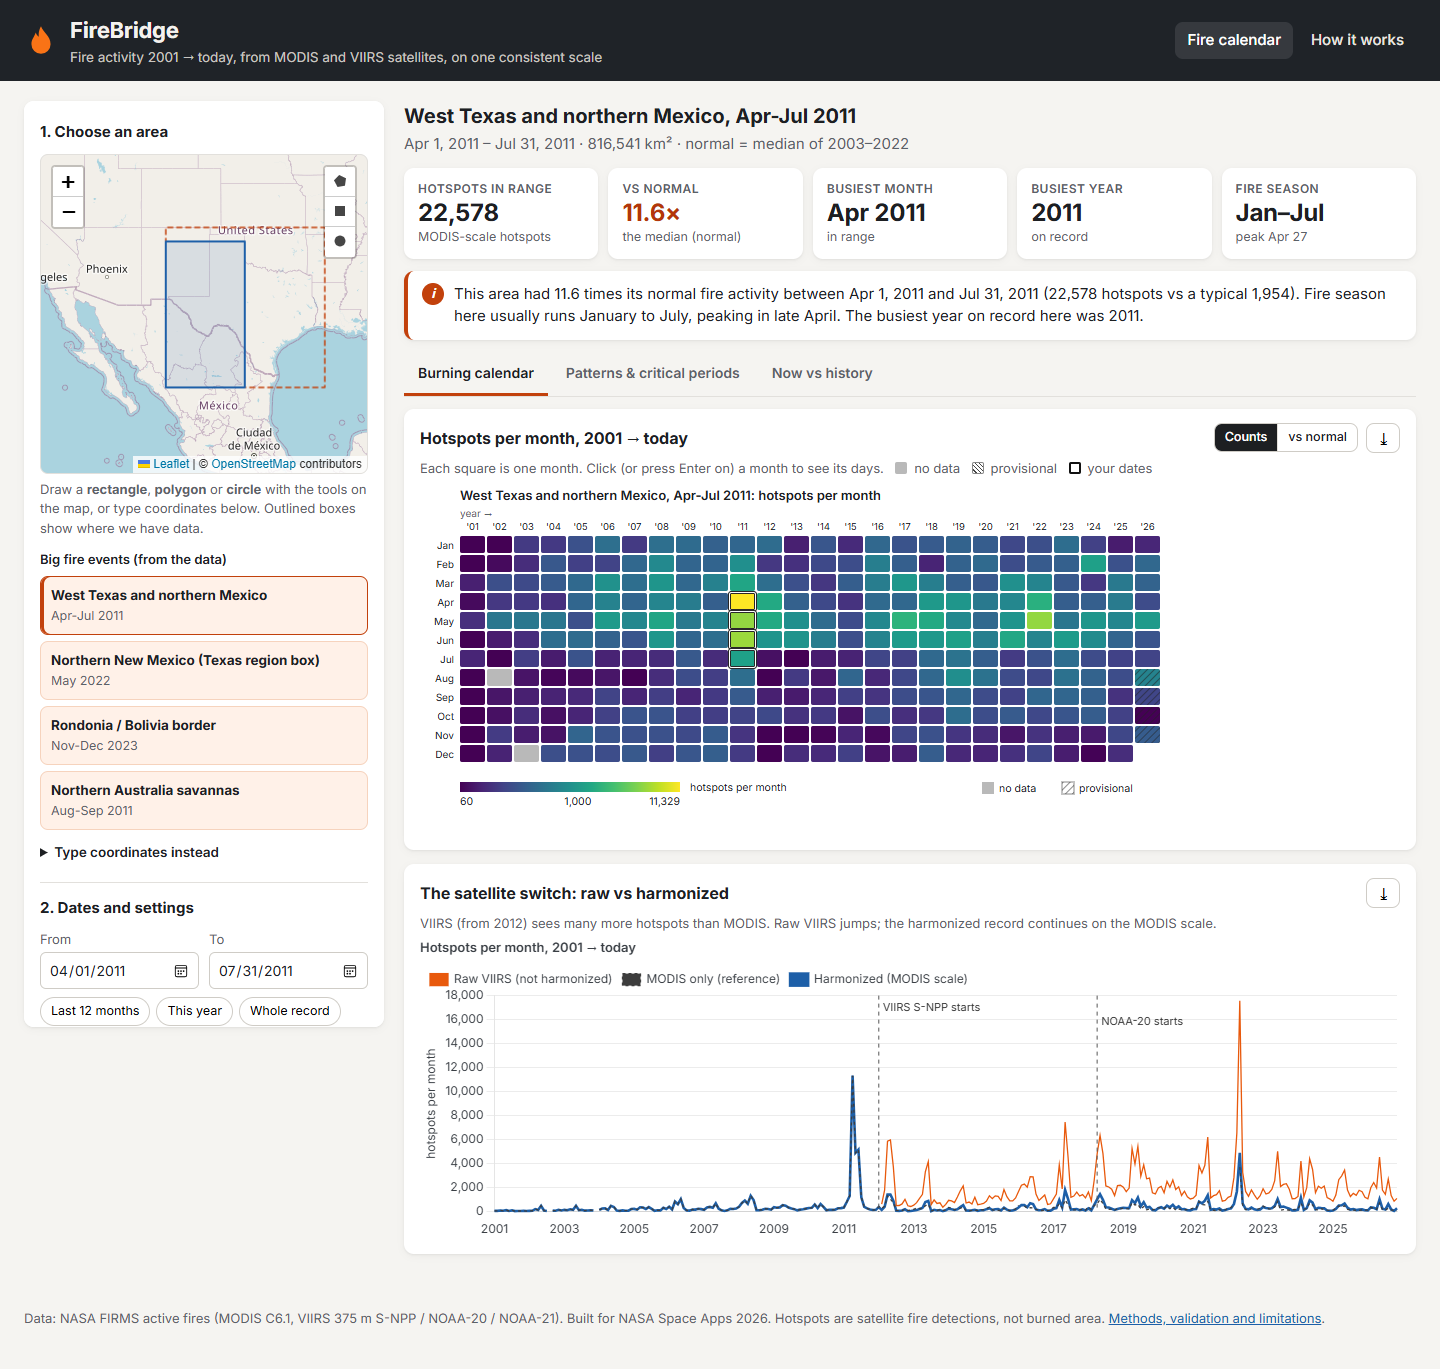 FireBridge
Fire activity 2001 → today, from MODIS and VIIRS satellites, on one consistent scale
Fire calendar
How it works
1. Choose an area
+
−
United States
Phoenix
geles
México
Ciudad
de México
Leaflet | © OpenStreetMap contributors
Draw a rectangle, polygon or circle with the tools on
the map, or type coordinates below. Outlined boxes
show where we have data.
Big fire events (from the data)
West Texas and northern Mexico
Apr-Jul 2011
Northern New Mexico (Texas region box)
May 2022
Rondonia / Bolivia border
Nov-Dec 2023
Northern Australia savannas
Aug-Sep 2011
Type coordinates instead
2. Dates and settings
From
To
04/01/2011
07/31/2011
Last 12 months
This year
Whole record
West Texas and northern Mexico, Apr-Jul 2011
Apr 1, 2011 – Jul 31, 2011 · 816,541 km² · normal = median of 2003–2022
HOTSPOTS IN RANGE
22,578
MODIS-scale hotspots
VS NORMAL
11.6×
the median (normal)
BUSIEST MONTH
Apr 2011
in range
BUSIEST YEAR
2011
on record
FIRE SEASON
Jan–Jul
peak Apr 27
i
This area had 11.6 times its normal fire activity between Apr 1, 2011 and Jul 31, 2011 (22,578 hotspots vs a typical 1,954). Fire season
here usually runs January to July, peaking in late April. The busiest year on record here was 2011.
Burning calendar
Patterns & critical periods
Now vs history
Hotspots per month, 2001 → today
Counts
vs normal
Each square is one month. Click (or press Enter on) a month to see its days.
no data
provisional
your dates
West Texas and northern Mexico, Apr-Jul 2011: hotspots per month
year →
'01 '02 '03 '04 '05 '06 '07 '08 '09 '10 '11 '12 '13 '14 '15 '16 '17 '18 '19 '20 '21 '22 '23 '24 '25 '26
Jan
Feb
Mar
Apr
May
Jun
Jul
Aug
Sep
Oct
Nov
Dec
hotspots per month
60 1,000 11,329
no data
provisional
The satellite switch: raw vs harmonized
VIIRS (from 2012) sees many more hotspots than MODIS. Raw VIIRS jumps; the harmonized record continues on the MODIS scale.
Hotspots per month, 2001 → today
Raw VIIRS (not harmonized)
MODIS only (reference)
Harmonized (MODIS scale)
hotspots per month
18,000
16,000
14,000
12,000
10,000
8,000
6,000
4,000
2,000
0
VIIRS S-NPP starts
NOAA-20 starts
2001 2003 2005 2007 2009 2011 2013 2015 2017 2019 2021 2023 2025
Data: NASA FIRMS active fires (MODIS C6.1, VIIRS 375 m S-NPP / NOAA-20 / NOAA-21). Built for NASA Space Apps 2026. Hotspots are satellite fire detections, not burned area. Methods, validation and limitations.